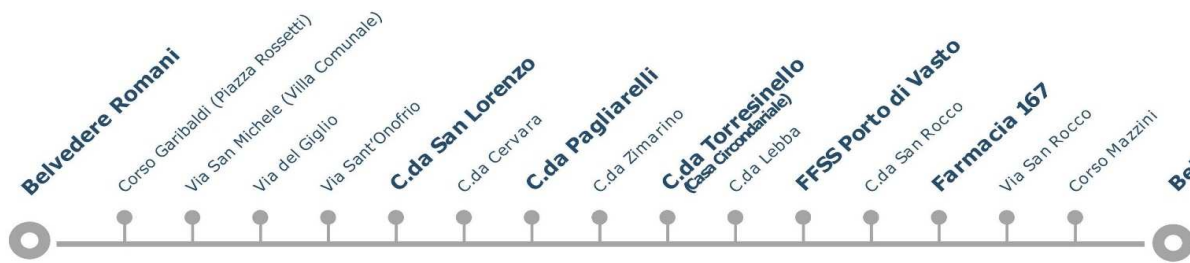 Belvedere Romani
Corso Garibaldi (Piazza Rossetti)
Via San Michele (Villa Comunale)
Via del Giglio
Via Sant'Onofrio
C.da San Lorenzo
C.da Cervara
C.da Pagliarelli
C.da Zimarino
C.da Torresinello
(Casa Circondariale)
C.da Lebba
FFSS Porto di Vasto
C.da San Rocco
Farmacia 167
Via San Rocco
Corso Mazzini